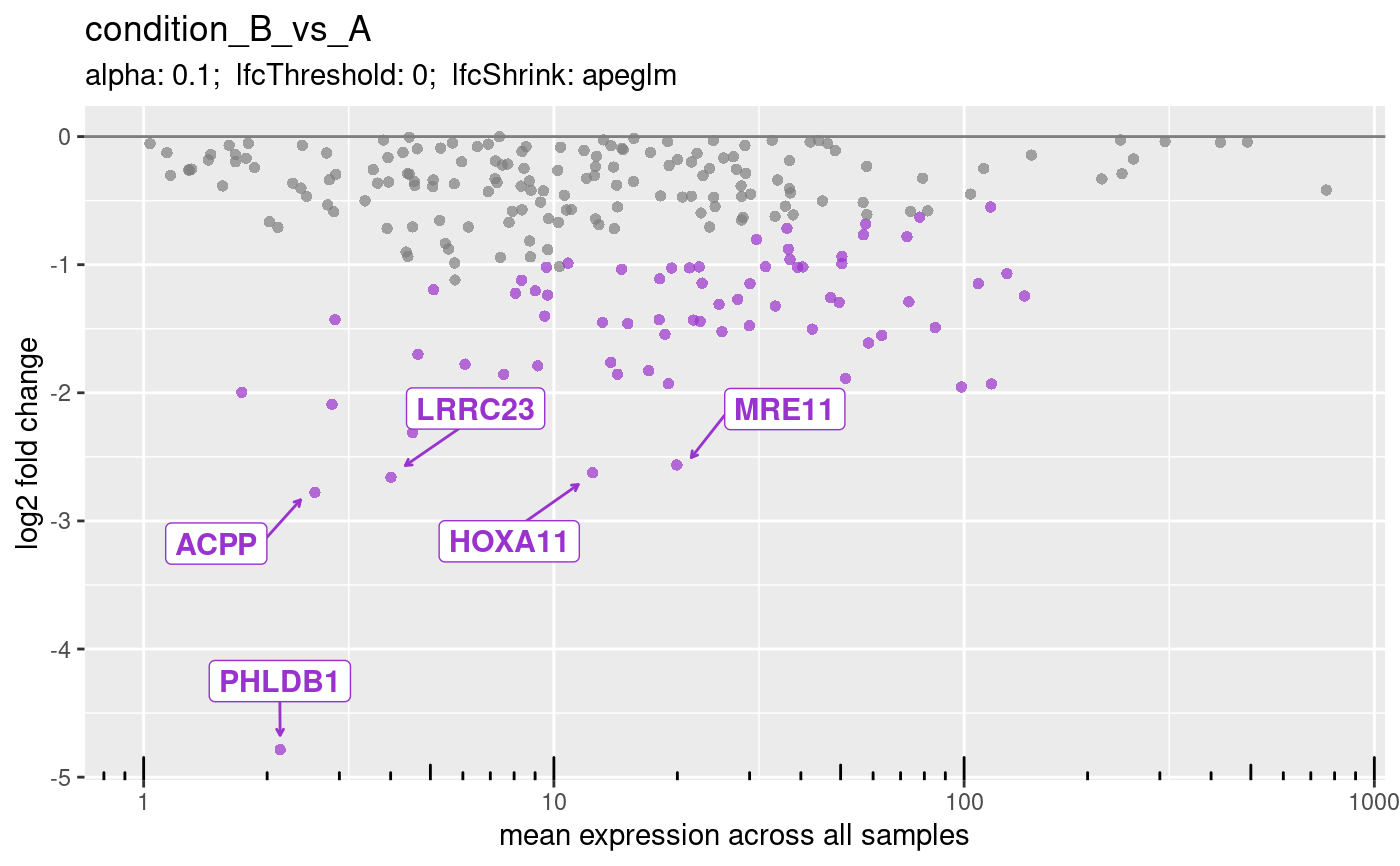 condition_B_vs_A
alpha: 0.1;  lfcThreshold: 0;  lfcShrink: apeglm
log2 fold change
0
-1
-2
-3
-4
-5
LRRC23
MRE11
ACPP
HOXA11
PHLDB1
1
10
100
1000
mean expression across all samples